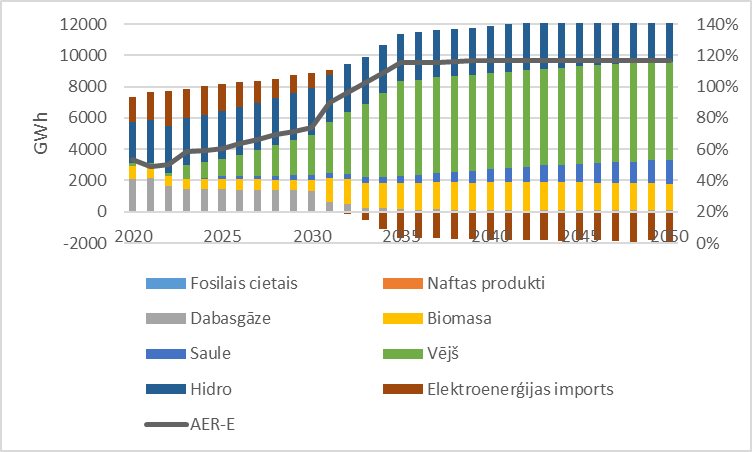 12000 140%
10000 120%
8000 100%
6000 80%
4000 60%
2000 40%
0 20%
-2000 0%
GWh
2020 2025 2030 2035 2040 2045 2050
Fosilais cietais Naftas produkti
Dabasgāze Biomasa
Saule Vējš
Hidro Elektroenerģijas imports
AER-E